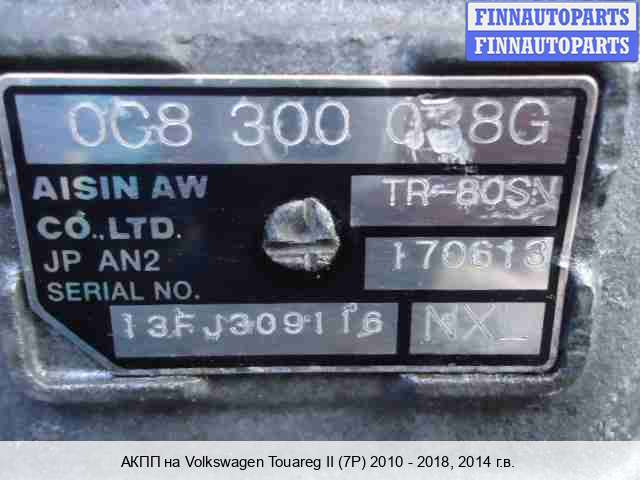 FINNAUTOPARTS
FINNAUTOPARTS
0C8 300 038G
AISIN AW
CO.,LTD.
JP AN2
SERIAL NO.
TR-80SN
170613
13FJ309116
NX_
АКПП на Volkswagen Touareg II (7P) 2010 - 2018, 2014 г.в.